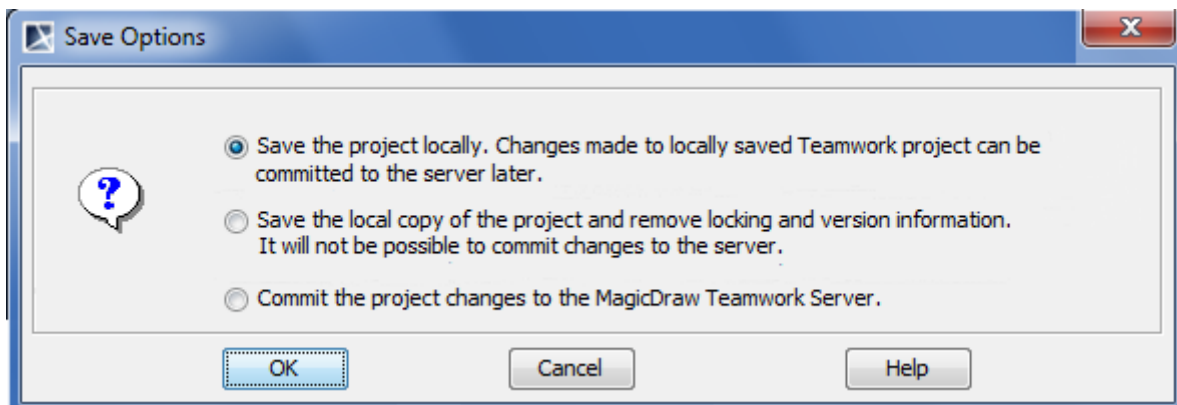 Save Options
Save the project locally. Changes made to locally saved Teamwork project can be
committed to the server later.
Save the local copy of the project and remove locking and version information.
It will not be possible to commit changes to the server.
Commit the project changes to the MagicDraw Teamwork Server.
OK Cancel Help